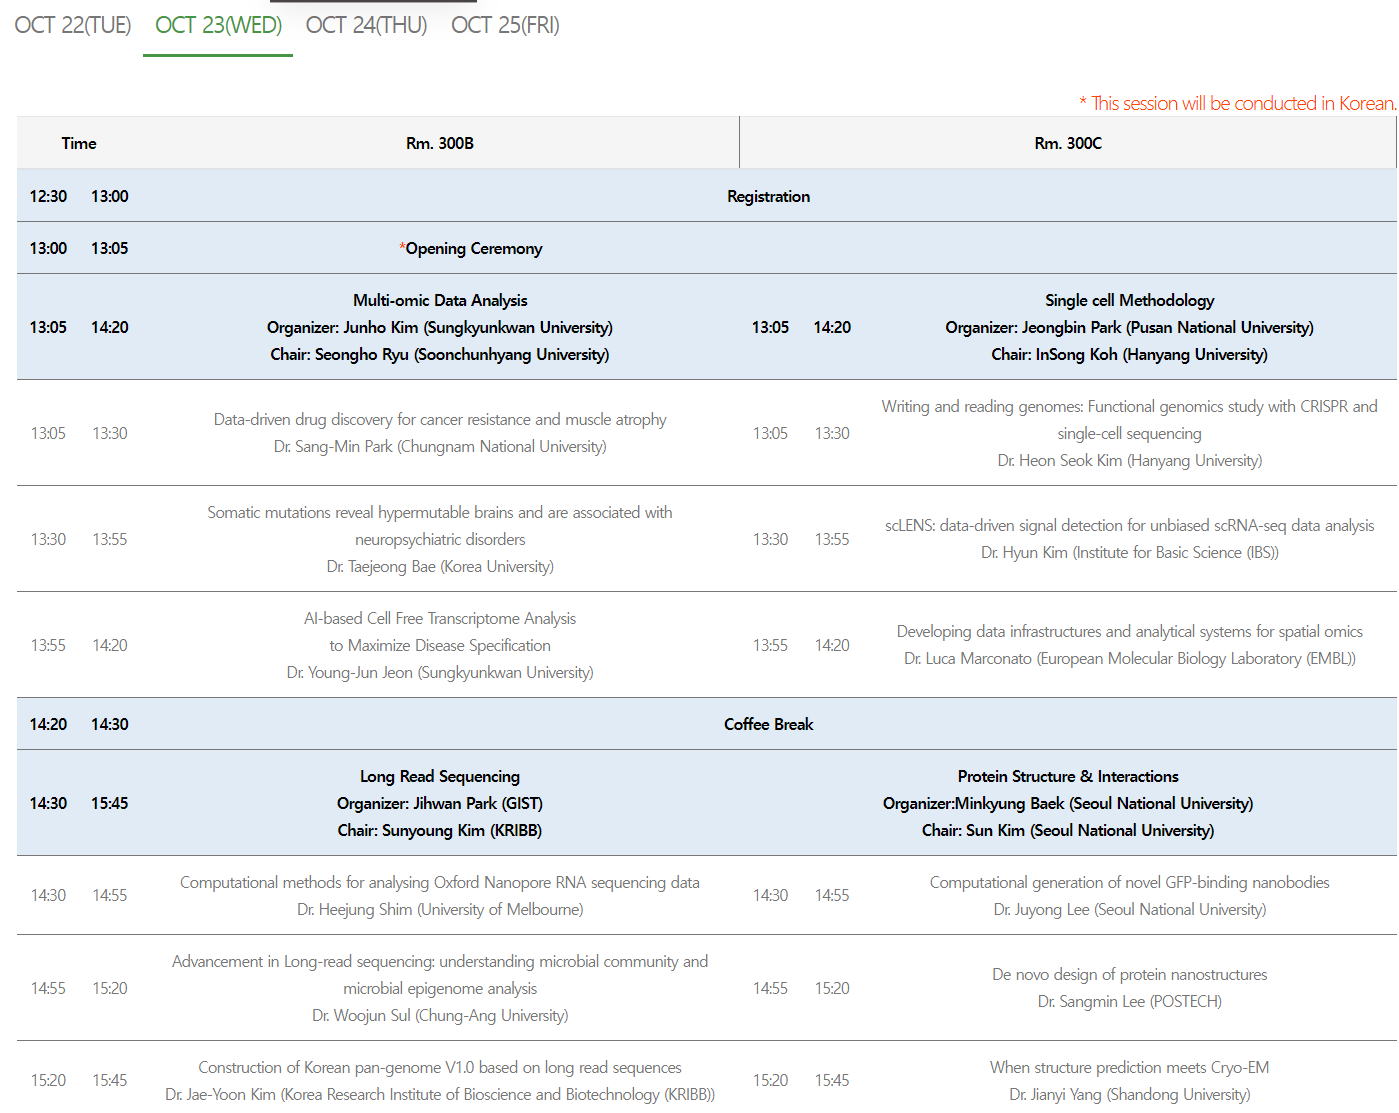 OCT 22(TUE) OCT 23(WED) OCT 24(THU) OCT 25(FRI)
* This session will be conducted in Korean.
Time Rm. 300B Rm. 300C
12:30 13:00 Registration
13:00 13:05 *Opening Ceremony
13:05 14:20
Multi-omic Data Analysis
Organizer: Junho Kim (Sungkyunkwan University)
Chair: Seongho Ryu (Soonchunhyang University)
13:05 14:20
Single cell Methodology
Organizer: Jeongbin Park (Pusan National University)
Chair: InSong Koh (Hanyang University)
13:05 13:30
Data-driven drug discovery for cancer resistance and muscle atrophy
Dr. Sang-Min Park (Chungnam National University)
13:05 13:30
Writing and reading genomes: Functional genomics study with CRISPR and
single-cell sequencing
Dr. Heon Seok Kim (Hanyang University)
13:30 13:55
Somatic mutations reveal hypermutable brains and are associated with
neuropsychiatric disorders
Dr. Taejeong Bae (Korea University)
13:30 13:55
scLENS: data-driven signal detection for unbiased scRNA-seq data analysis
Dr. Hyun Kim (Institute for Basic Science (IBS))
13:55 14:20
AI-based Cell Free Transcriptome Analysis
to Maximize Disease Specification
Dr. Young-Jun Jeon (Sungkyunkwan University)
13:55 14:20
Developing data infrastructures and analytical systems for spatial omics
Dr. Luca Marconato (European Molecular Biology Laboratory (EMBL))
14:20 14:30 Coffee Break
14:30 15:45
Long Read Sequencing
Organizer: Jihwan Park (GIST)
Chair: Sunyoung Kim (KRIBB)
Protein Structure & Interactions
Organizer:Minkyung Baek (Seoul National University)
Chair: Sun Kim (Seoul National University)
14:30 14:55
Computational methods for analysing Oxford Nanopore RNA sequencing data
Dr. Heejung Shim (University of Melbourne)
14:30 14:55
Computational generation of novel GFP-binding nanobodies
Dr. Juyong Lee (Seoul National University)
14:55 15:20
Advancement in Long-read sequencing: understanding microbial community and
microbial epigenome analysis
Dr. Woojun Sul (Chung-Ang University)
14:55 15:20
De novo design of protein nanostructures
Dr. Sangmin Lee (POSTECH)
15:20 15:45
Construction of Korean pan-genome V1.0 based on long read sequences
Dr. Jae-Yoon Kim (Korea Research Institute of Bioscience and Biotechnology (KRIBB))
15:20 15:45
When structure prediction meets Cryo-EM
Dr. Jianyi Yang (Shandong University)